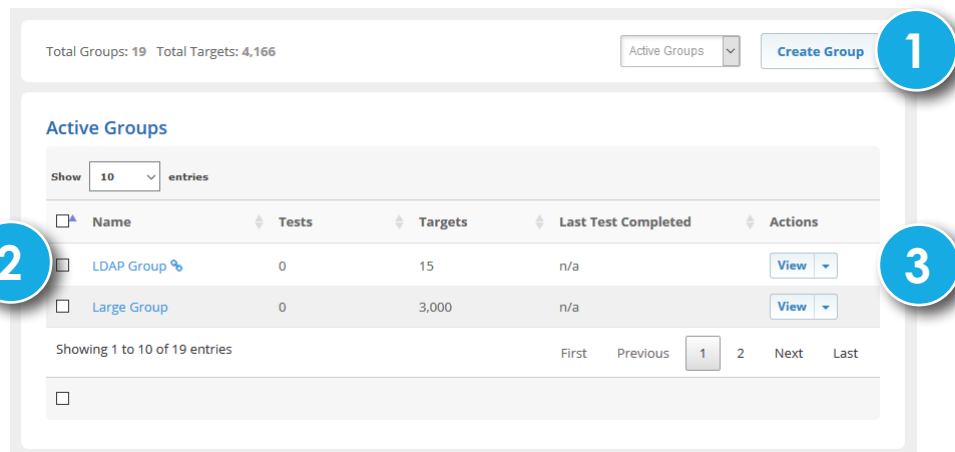 Total Groups: 19 Total Targets: 4,166 Active Groups Create Group 1
Active Groups
Show 10 entries
Name Tests Targets Last Test Completed Actions
2 LDAP Group 0 15 n/a View 3
Large Group 0 3,000 n/a View
Showing 1 to 10 of 19 entries First Previous 1 2 Next Last